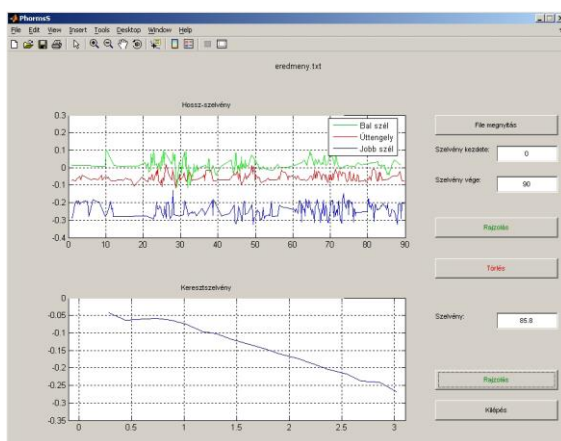 PhormsS
File Edit View Insert Tools Desktop Window Help
eredmeny.txt
Hossz-szelvény
0.3
0.2
0.1
0
-0.1
-0.2
-0.3
-0.4
0 10 20 30 40 50 60 70 80 90
Bal szél
Úttengely
Jobb szél
File megnyitás
Szelvény kezdete: 0
Szelvény vége: 90
Rajzolás
Törlés
Keresztszelvény
0
-0.05
-0.1
-0.15
-0.2
-0.25
-0.3
-0.35
0 0.5 1 1.5 2 2.5 3
Szelvény: 85.8
Rajzolás
Kilépés